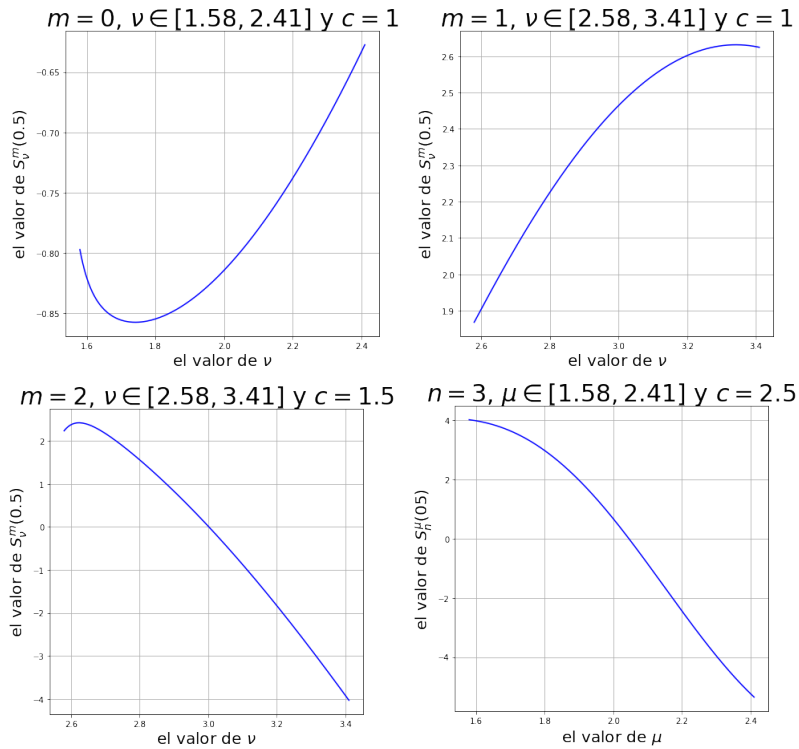 m = 0, ν ∈ [1.58, 2.41] y c = 1
el valor de S_ν^m(0.5)
−0.65
−0.70
−0.75
−0.80
−0.85
1.6 1.8 2.0 2.2 2.4
el valor de ν
m = 1, ν ∈ [2.58, 3.41] y c = 1
el valor de S_ν^m(0.5)
2.6
2.5
2.4
2.3
2.2
2.1
2.0
1.9
2.6 2.8 3.0 3.2 3.4
el valor de ν
m = 2, ν ∈ [2.58, 3.41] y c = 1.5
el valor de S_ν^m(0.5)
2
1
0
−1
−2
−3
−4
2.6 2.8 3.0 3.2 3.4
el valor de ν
n = 3, μ ∈ [1.58, 2.41] y c = 2.5
el valor de S_n^μ(05)
4
2
0
−2
−4
1.6 1.8 2.0 2.2 2.4
el valor de μ